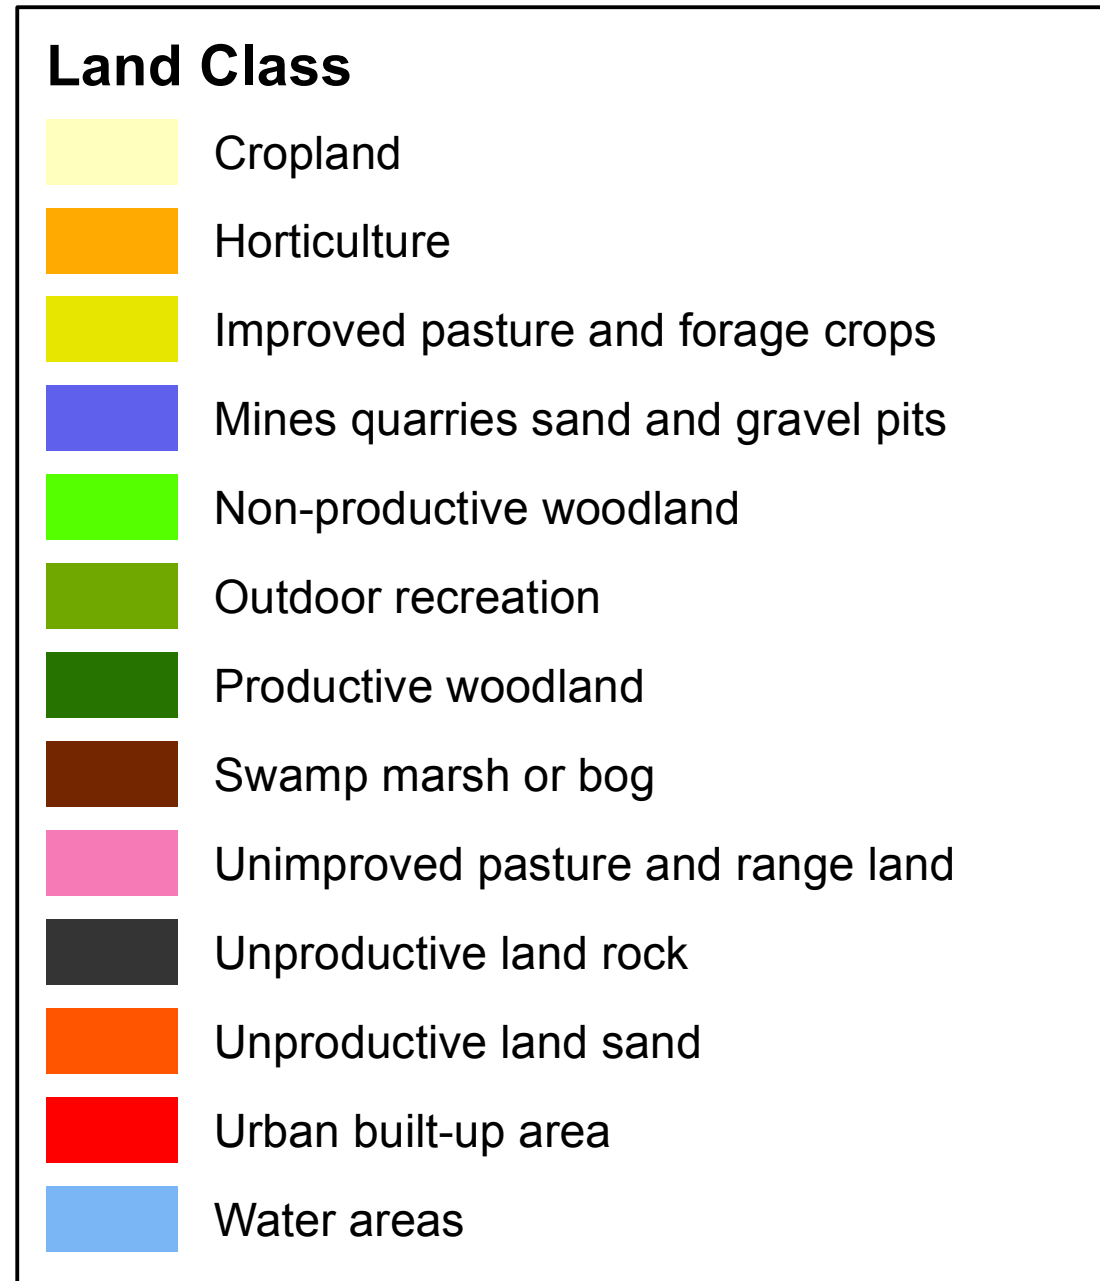 Land Class
Cropland
Horticulture
Improved pasture and forage crops
Mines quarries sand and gravel pits
Non-productive woodland
Outdoor recreation
Productive woodland
Swamp marsh or bog
Unimproved pasture and range land
Unproductive land rock
Unproductive land sand
Urban built-up area
Water areas